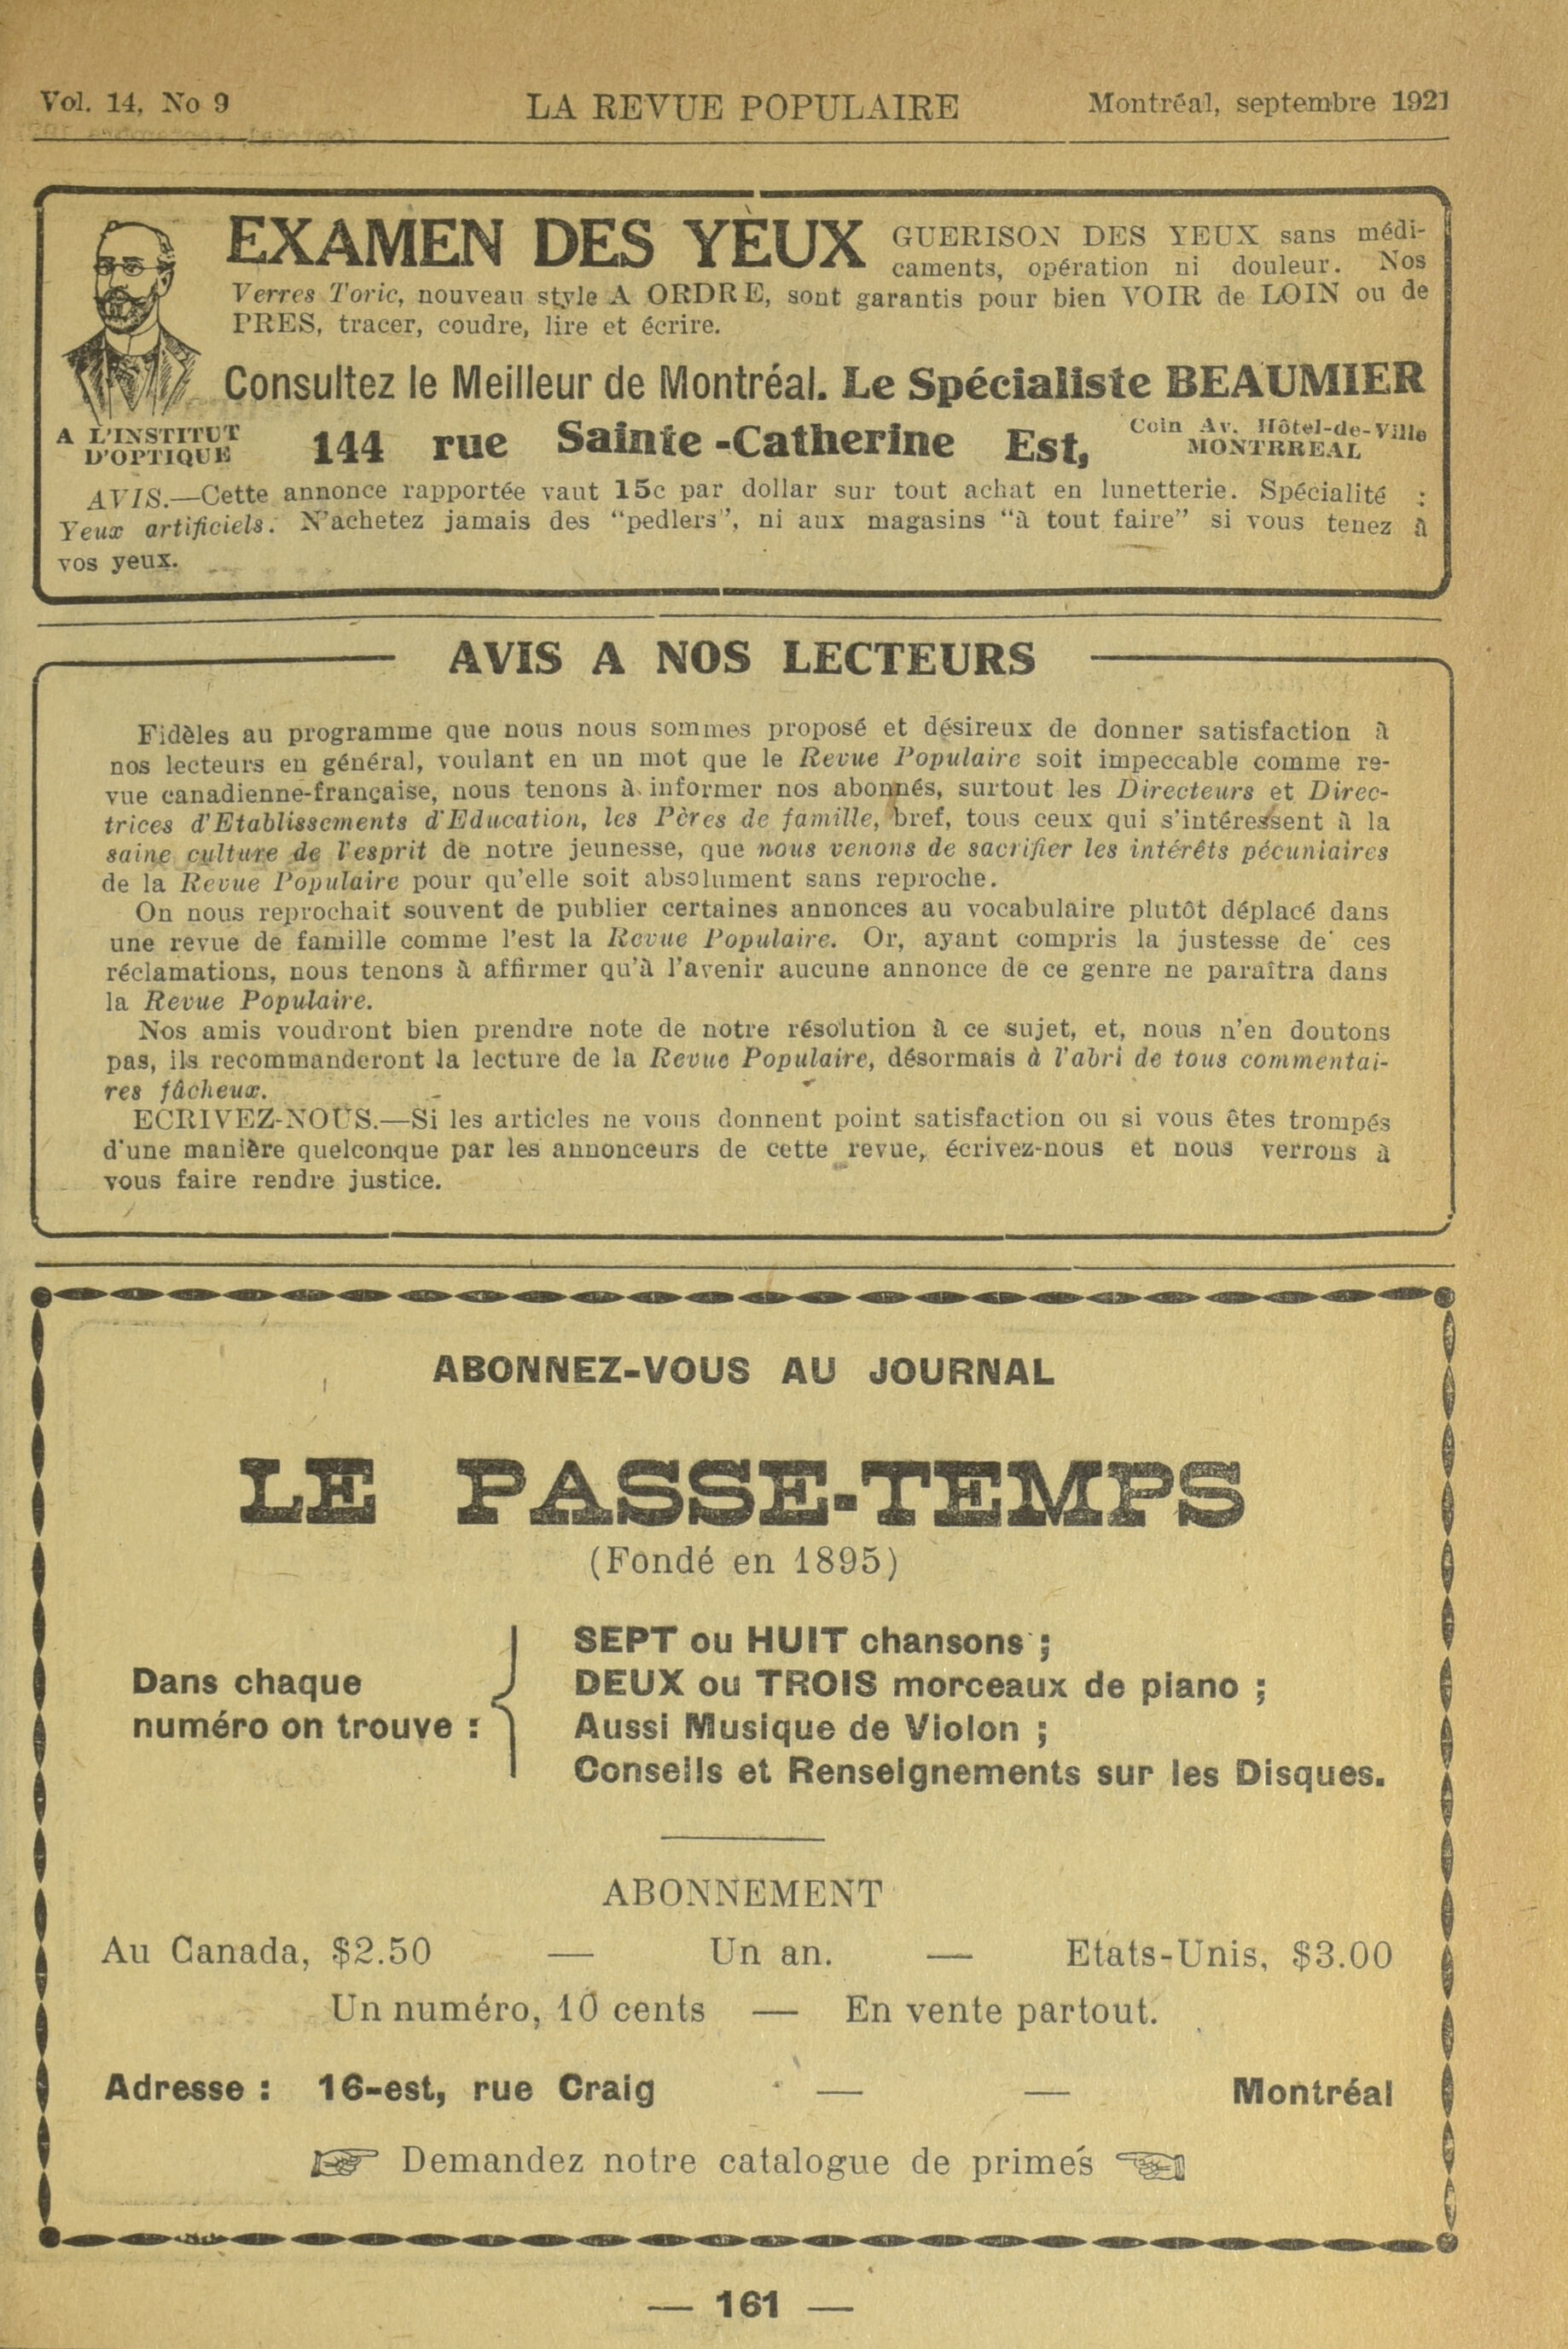 Vol. 14, No 9
LA REVUE POPULAIRE
Montréal, septembre 1921
EXAMEN DES YEUX
GUERISON DES YEUX sans médi-
caments, opération ni douleur. Nos
Verres Toric, nouveau style A ORDRE, sont garantis pour bien VOIR de LOIN ou de
PRES, tracer, coudre, lire et écrire.
Consultez le Meilleur de Montréal. Le Spécialiste BEAUMIER
A L'INSTITUT
D'OPTIQUE
144 rue Sainte-Catherine Est,
Coin Av. Hôtel-de-Ville
MONTRREAL
AVIS.—Cette annonce rapportée vaut 15c par dollar sur tout achat en lunetterie. Spécialité :
Yeux artificiels. N'achetez jamais des "pedlers", ni aux magasins "à tout faire" si vous tenez à
vos yeux.
AVIS A NOS LECTEURS
Fidèles au programme que nous nous sommes proposé et désireux de donner satisfaction à
nos lecteurs en général, voulant en un mot que le Revue Populaire soit impeccable comme re-
vue canadienne-française, nous tenons à informer nos abonnés, surtout les Directeurs et Direc-
trices d'Etablissements d'Education, les Pères de famille, bref, tous ceux qui s'intéressent à la
saine culture de l'esprit de notre jeunesse, que nous venons de sacrifier les intérêts pécuniaires
de la Revue Populaire pour qu'elle soit absolument sans reproche.
On nous reprochait souvent de publier certaines annonces au vocabulaire plutôt déplacé dans
une revue de famille comme l'est la Revue Populaire. Or, ayant compris la justesse de ces
réclamations, nous tenons à affirmer qu'à l'avenir aucune annonce de ce genre ne paraîtra dans
la Revue Populaire.
Nos amis voudront bien prendre note de notre résolution à ce sujet, et, nous n'en doutons
pas, ils recommanderont la lecture de la Revue Populaire, désormais à l'abri de tous commentai-
res fâcheux.
ECRIVEZ-NOUS.—Si les articles ne vous donnent point satisfaction ou si vous êtes trompés
d'une manière quelconque par les annonceurs de cette revue, écrivez-nous et nous verrons à
vous faire rendre justice.
ABONNEZ-VOUS AU JOURNAL
LE PASSE-TEMPS
(Fondé en 1895)
Dans chaque
numéro on trouve :
SEPT ou HUIT chansons ;
DEUX ou TROIS morceaux de piano ;
Aussi Musique de Violon ;
Conseils et Renseignements sur les Disques.
ABONNEMENT
Au Canada, $2.50 — Un an. — Etats-Unis, $3.00
Un numéro, 10 cents — En vente partout.
Adresse : 16-est, rue Craig — — Montréal
Demandez notre catalogue de primes
— 161 —